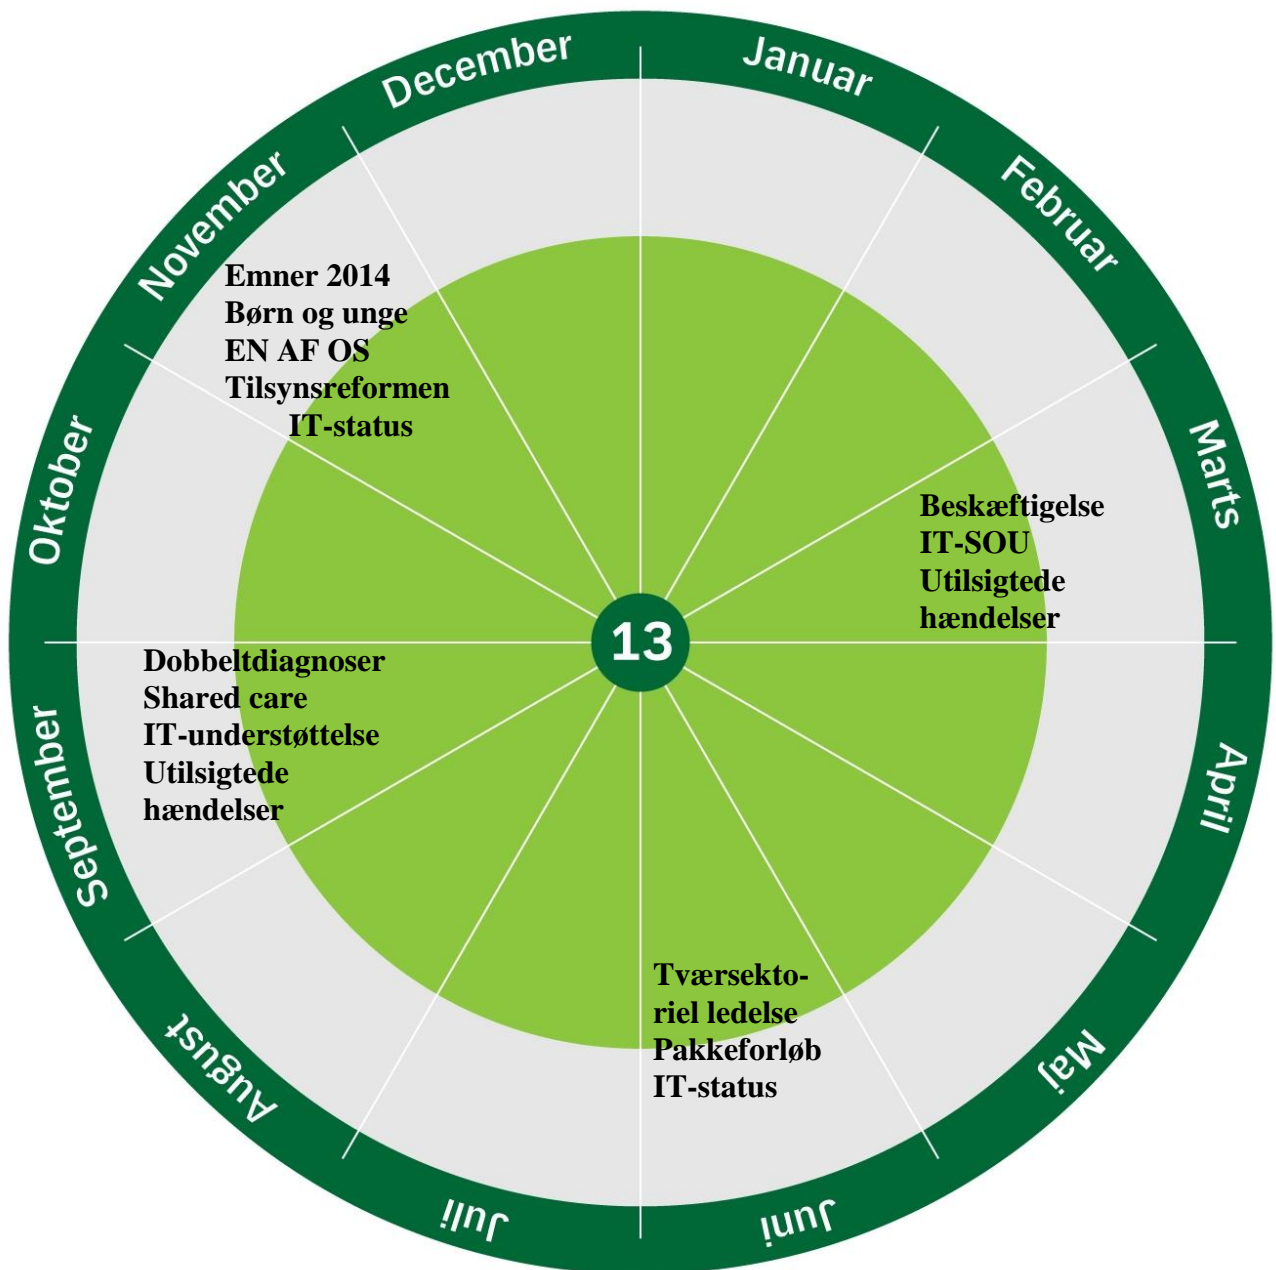 Januar
Februar
Marts
April
Maj
Juni
Juli
August
September
Oktober
November
December
Emner 2014
Børn og unge
EN AF OS
Tilsynsreformen
IT-status
Beskæftigelse
IT-SOU
Utilsigtede
hændelser
13
Dobbeltdiagnoser
Shared care
IT-understøttelse
Utilsigtede
hændelser
Tværsekto-
riel ledelse
Pakkeforløb
IT-status